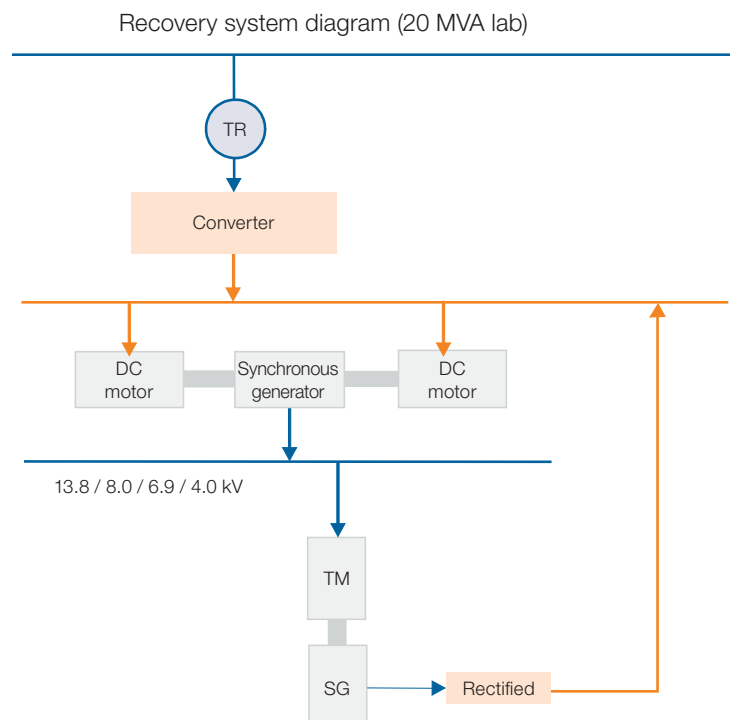 Recovery system diagram (20 MVA lab)
TR
Converter
DC
motor
Synchronous
generator
DC
motor
13.8 / 8.0 / 6.9 / 4.0 kV
TM
SG
Rectified